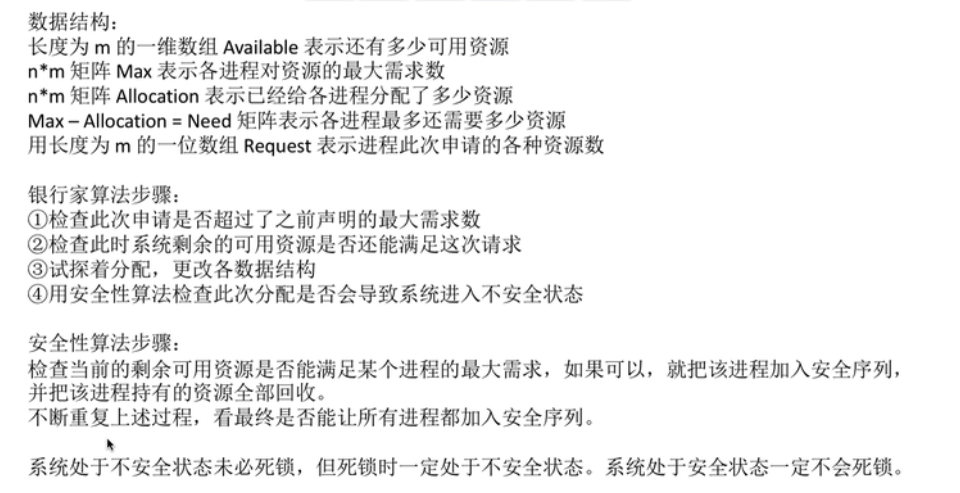 数据结构：
长度为 m 的一维数组 Available 表示还有多少可用资源
n*m 矩阵 Max 表示各进程对资源的最大需求数
n*m 矩阵 Allocation 表示已经给各进程分配了多少资源
Max – Allocation = Need 矩阵表示各进程最多还需要多少资源
用长度为 m 的一位数组 Request 表示进程此次申请的各种资源数
银行家算法步骤：
①检查此次申请是否超过了之前声明的最大需求数
②检查此时系统剩余的可用资源是否还能满足这次请求
③试探着分配，更改各数据结构
④用安全性算法检查此次分配是否会导致系统进入不安全状态
安全性算法步骤：
检查当前的剩余可用资源是否能满足某个进程的最大需求，如果可以，就把该进程加入安全序列，
并把该进程持有的资源全部回收。
不断重复上述过程，看最终是否能让所有进程都加入安全序列。
系统处于不安全状态未必死锁，但死锁时一定处于不安全状态。系统处于安全状态一定不会死锁。